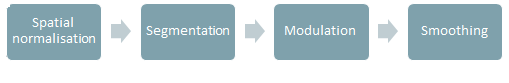 Spatial
normalisation
Segmentation
Modulation
Smoothing